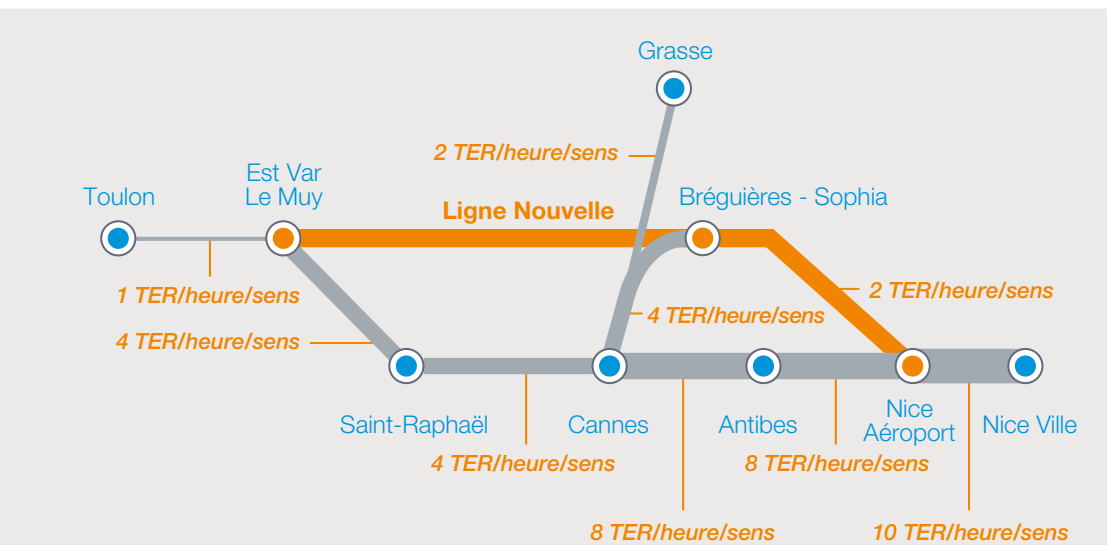 Grasse
2 TER/heure/sens
Est Var
Le Muy
Toulon
Ligne Nouvelle
Bréguières - Sophia
1 TER/heure/sens
2 TER/heure/sens
4 TER/heure/sens
4 TER/heure/sens
Saint-Raphaël
Cannes
Antibes
Nice
Aéroport
Nice Ville
4 TER/heure/sens
8 TER/heure/sens
8 TER/heure/sens
10 TER/heure/sens